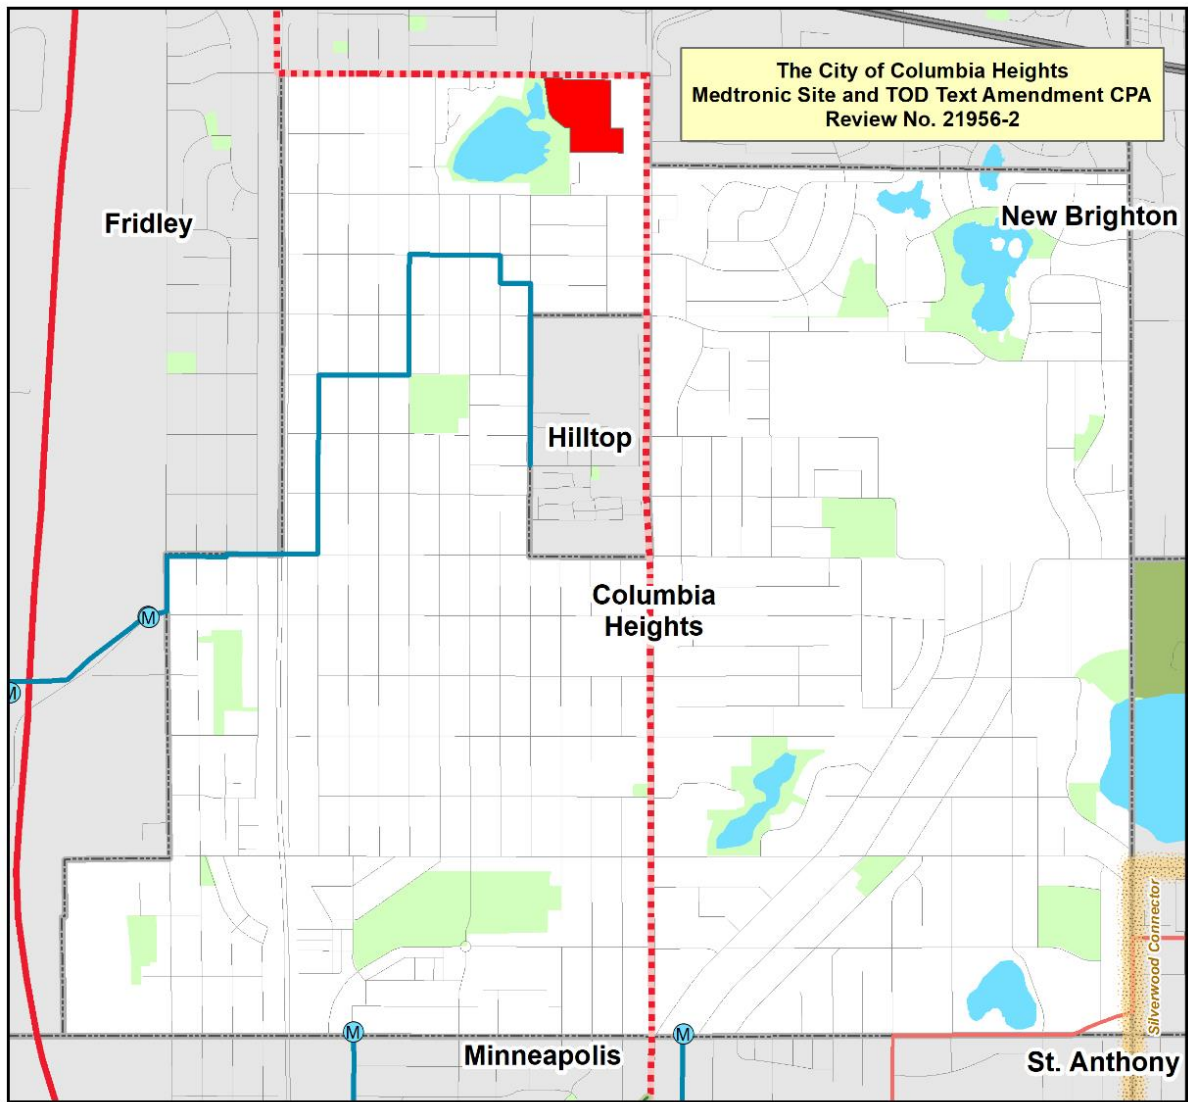 The City of Columbia Heights
Medtronic Site and TOD Text Amendment CPA
Review No. 21956-2
Fridley
New Brighton
Hilltop
Columbia
Heights
M
M
Silverwood Connector
M
M
Minneapolis
St. Anthony